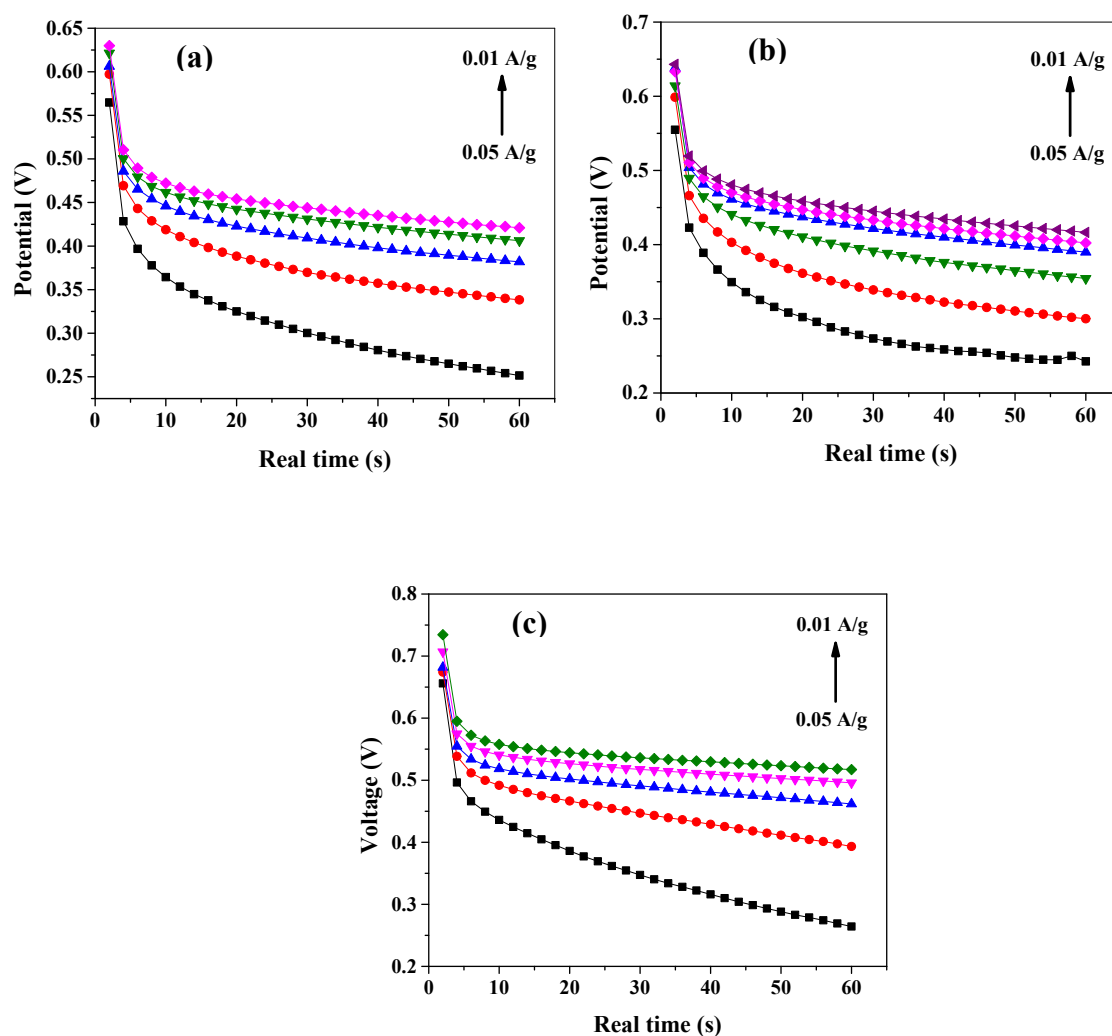 (a)
0.01 A/g
0.05 A/g
0.65
0.60
0.55
0.50
0.45
0.40
0.35
0.30
0.25
Potential (V)
0 10 20 30 40 50 60
Real time (s)
(b)
0.01 A/g
0.05 A/g
0.7
0.6
0.5
0.4
0.3
0.2
Potential (V)
0 10 20 30 40 50 60
Real time (s)
(c)
0.01 A/g
0.05 A/g
0.8
0.7
0.6
0.5
0.4
0.3
0.2
Voltage (V)
0 10 20 30 40 50 60
Real time (s)